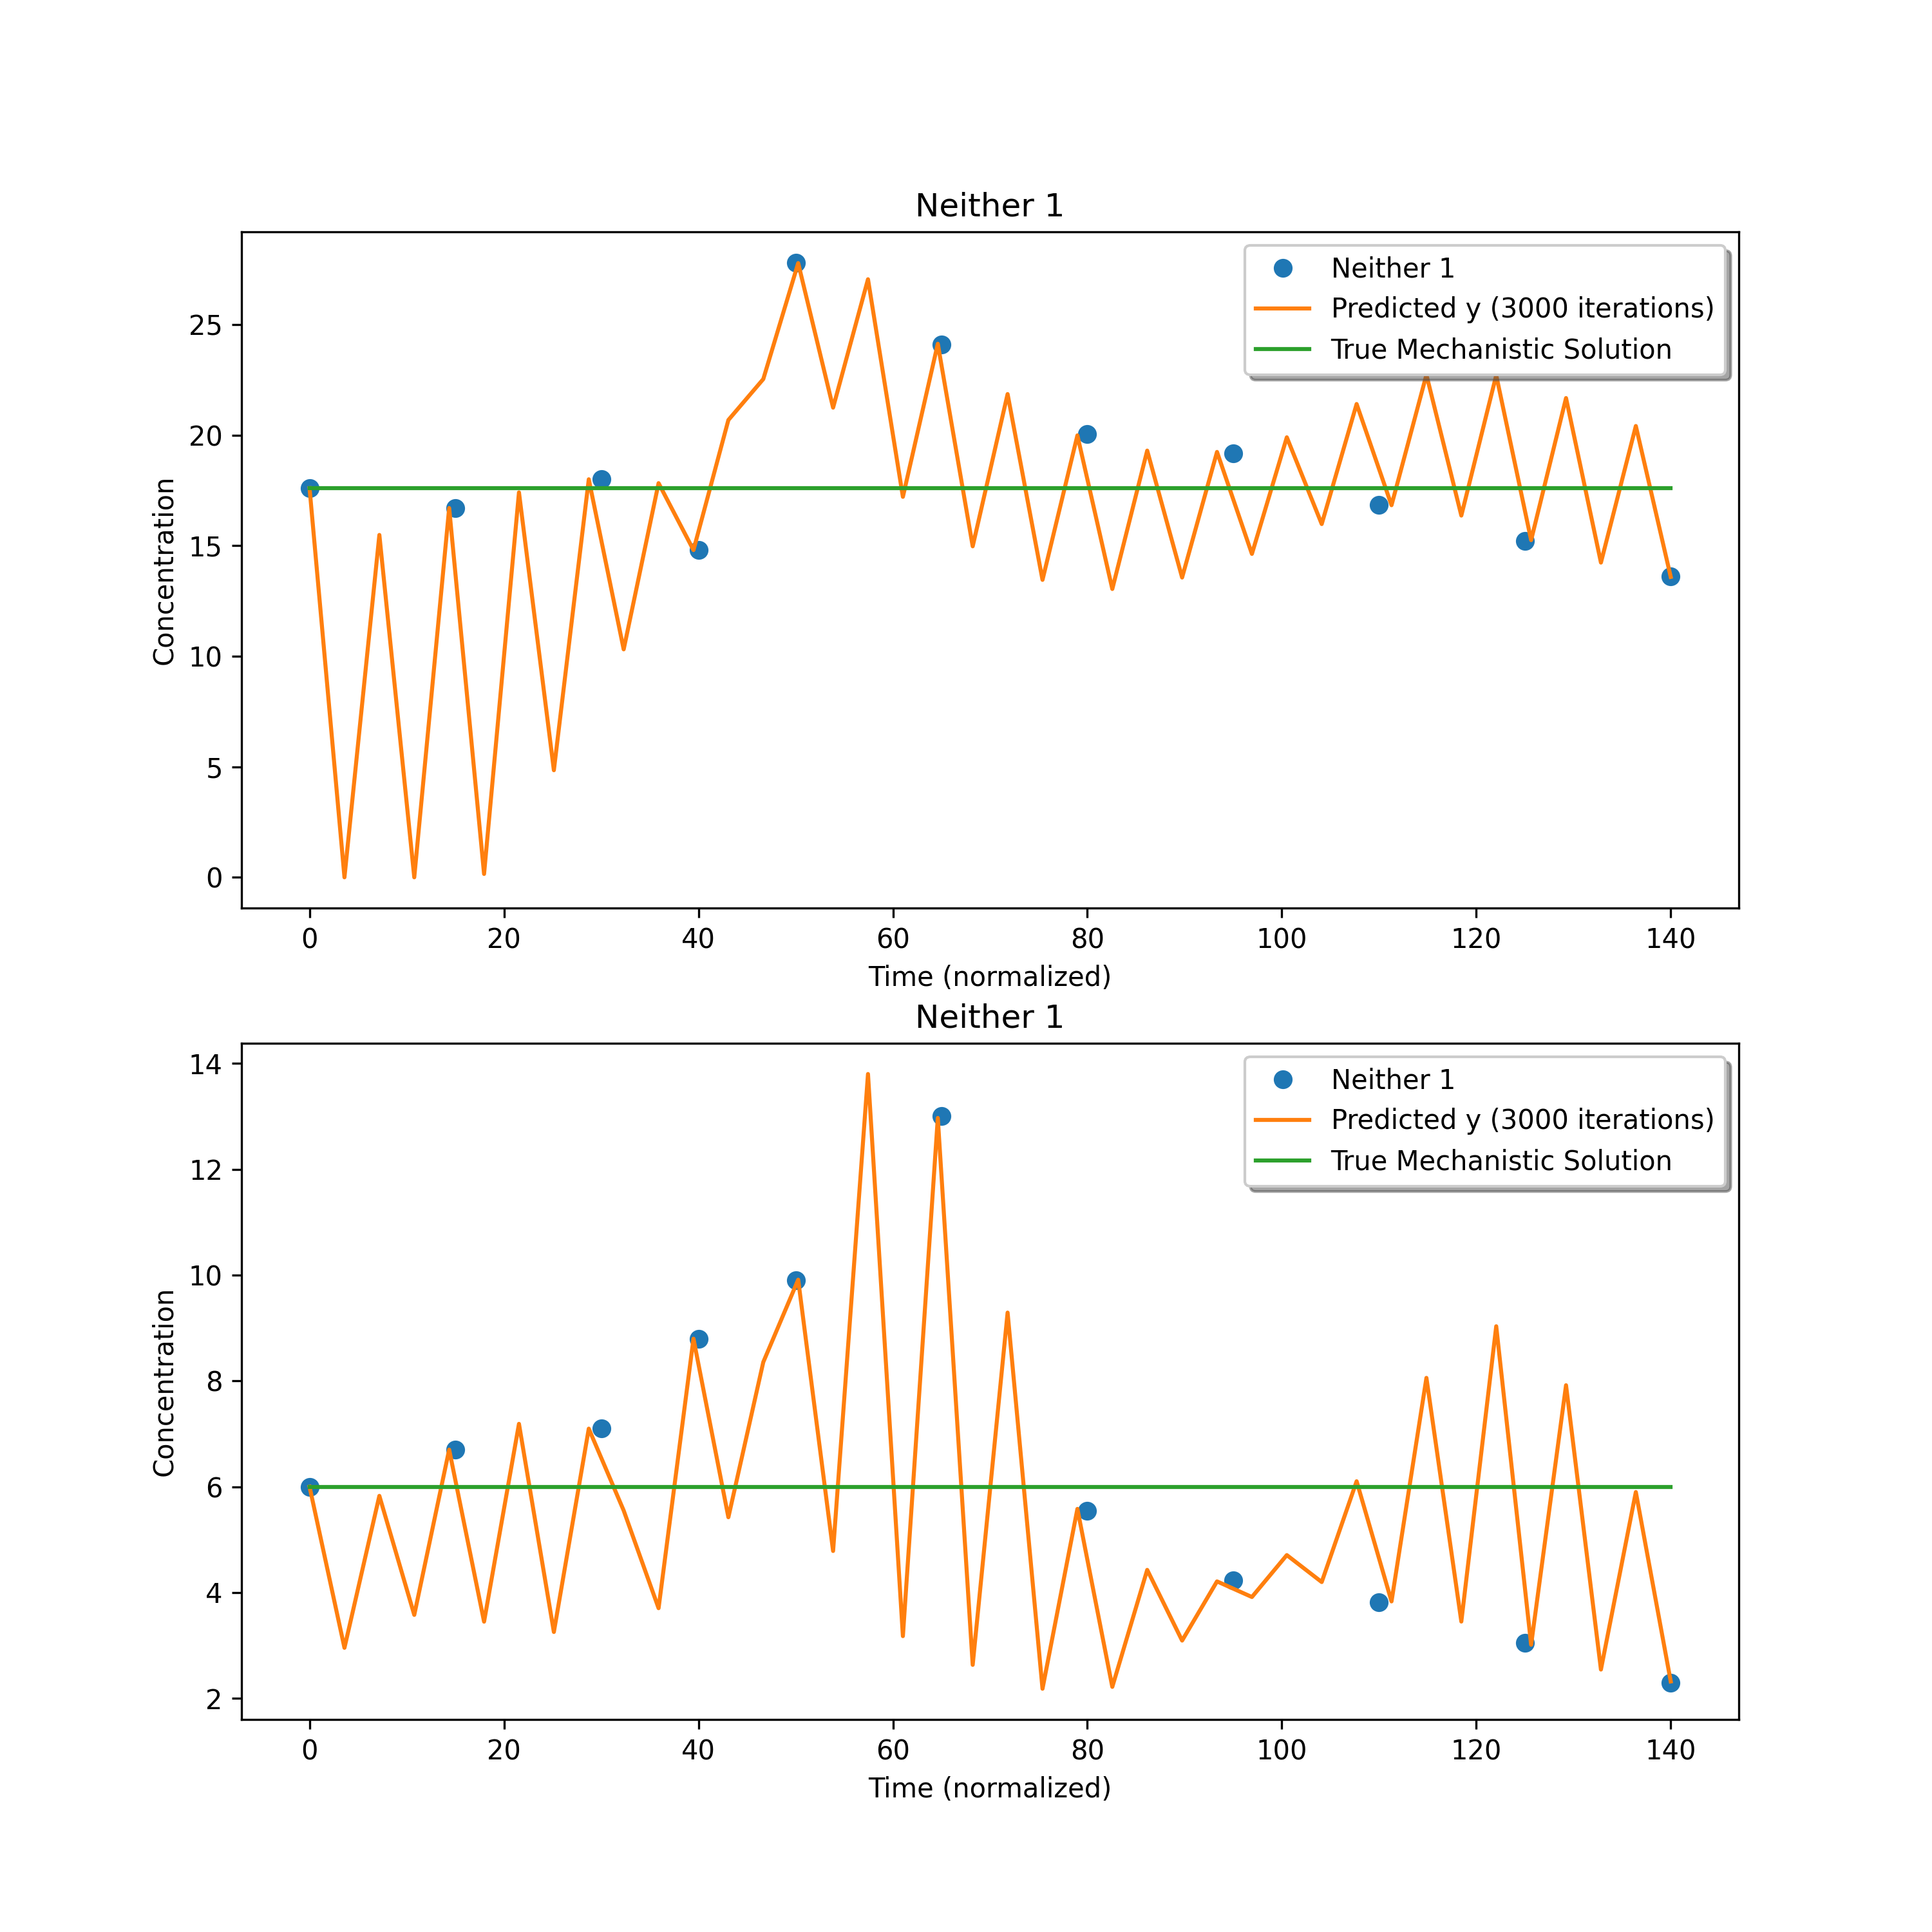 Neither 1
Neither 1
Predicted y (3000 iterations)
True Mechanistic Solution
25
20
15
10
5
0
Concentration
0 20 40 60 80 100 120 140
Time (normalized)
Neither 1
Neither 1
Predicted y (3000 iterations)
True Mechanistic Solution
14
12
10
8
6
4
2
Concentration
0 20 40 60 80 100 120 140
Time (normalized)